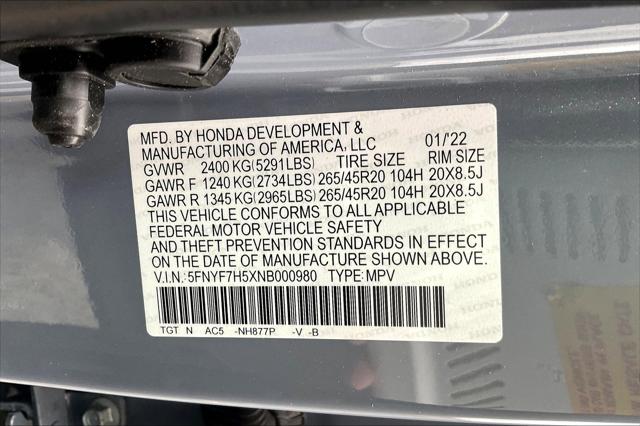 MFD. BY HONDA DEVELOPMENT &
MANUFACTURING OF AMERICA, LLC 01/22
GVWR 2400 KG(5291LBS) TIRE SIZE RIM SIZE
GAWR F 1240 KG(2734LBS) 265/45R20 104H 20X8.5J
GAWR R 1345 KG(2965LBS) 265/45R20 104H 20X8.5J
THIS VEHICLE CONFORMS TO ALL APPLICABLE
FEDERAL MOTOR VEHICLE SAFETY
AND THEFT PREVENTION STANDARDS IN EFFECT
ON THE DATE OF MANUFACTURE SHOWN ABOVE.
V.I.N.: 5FNYF7H5XNB000980 TYPE: MPV
TGT N AC5 -NH877P -V -B